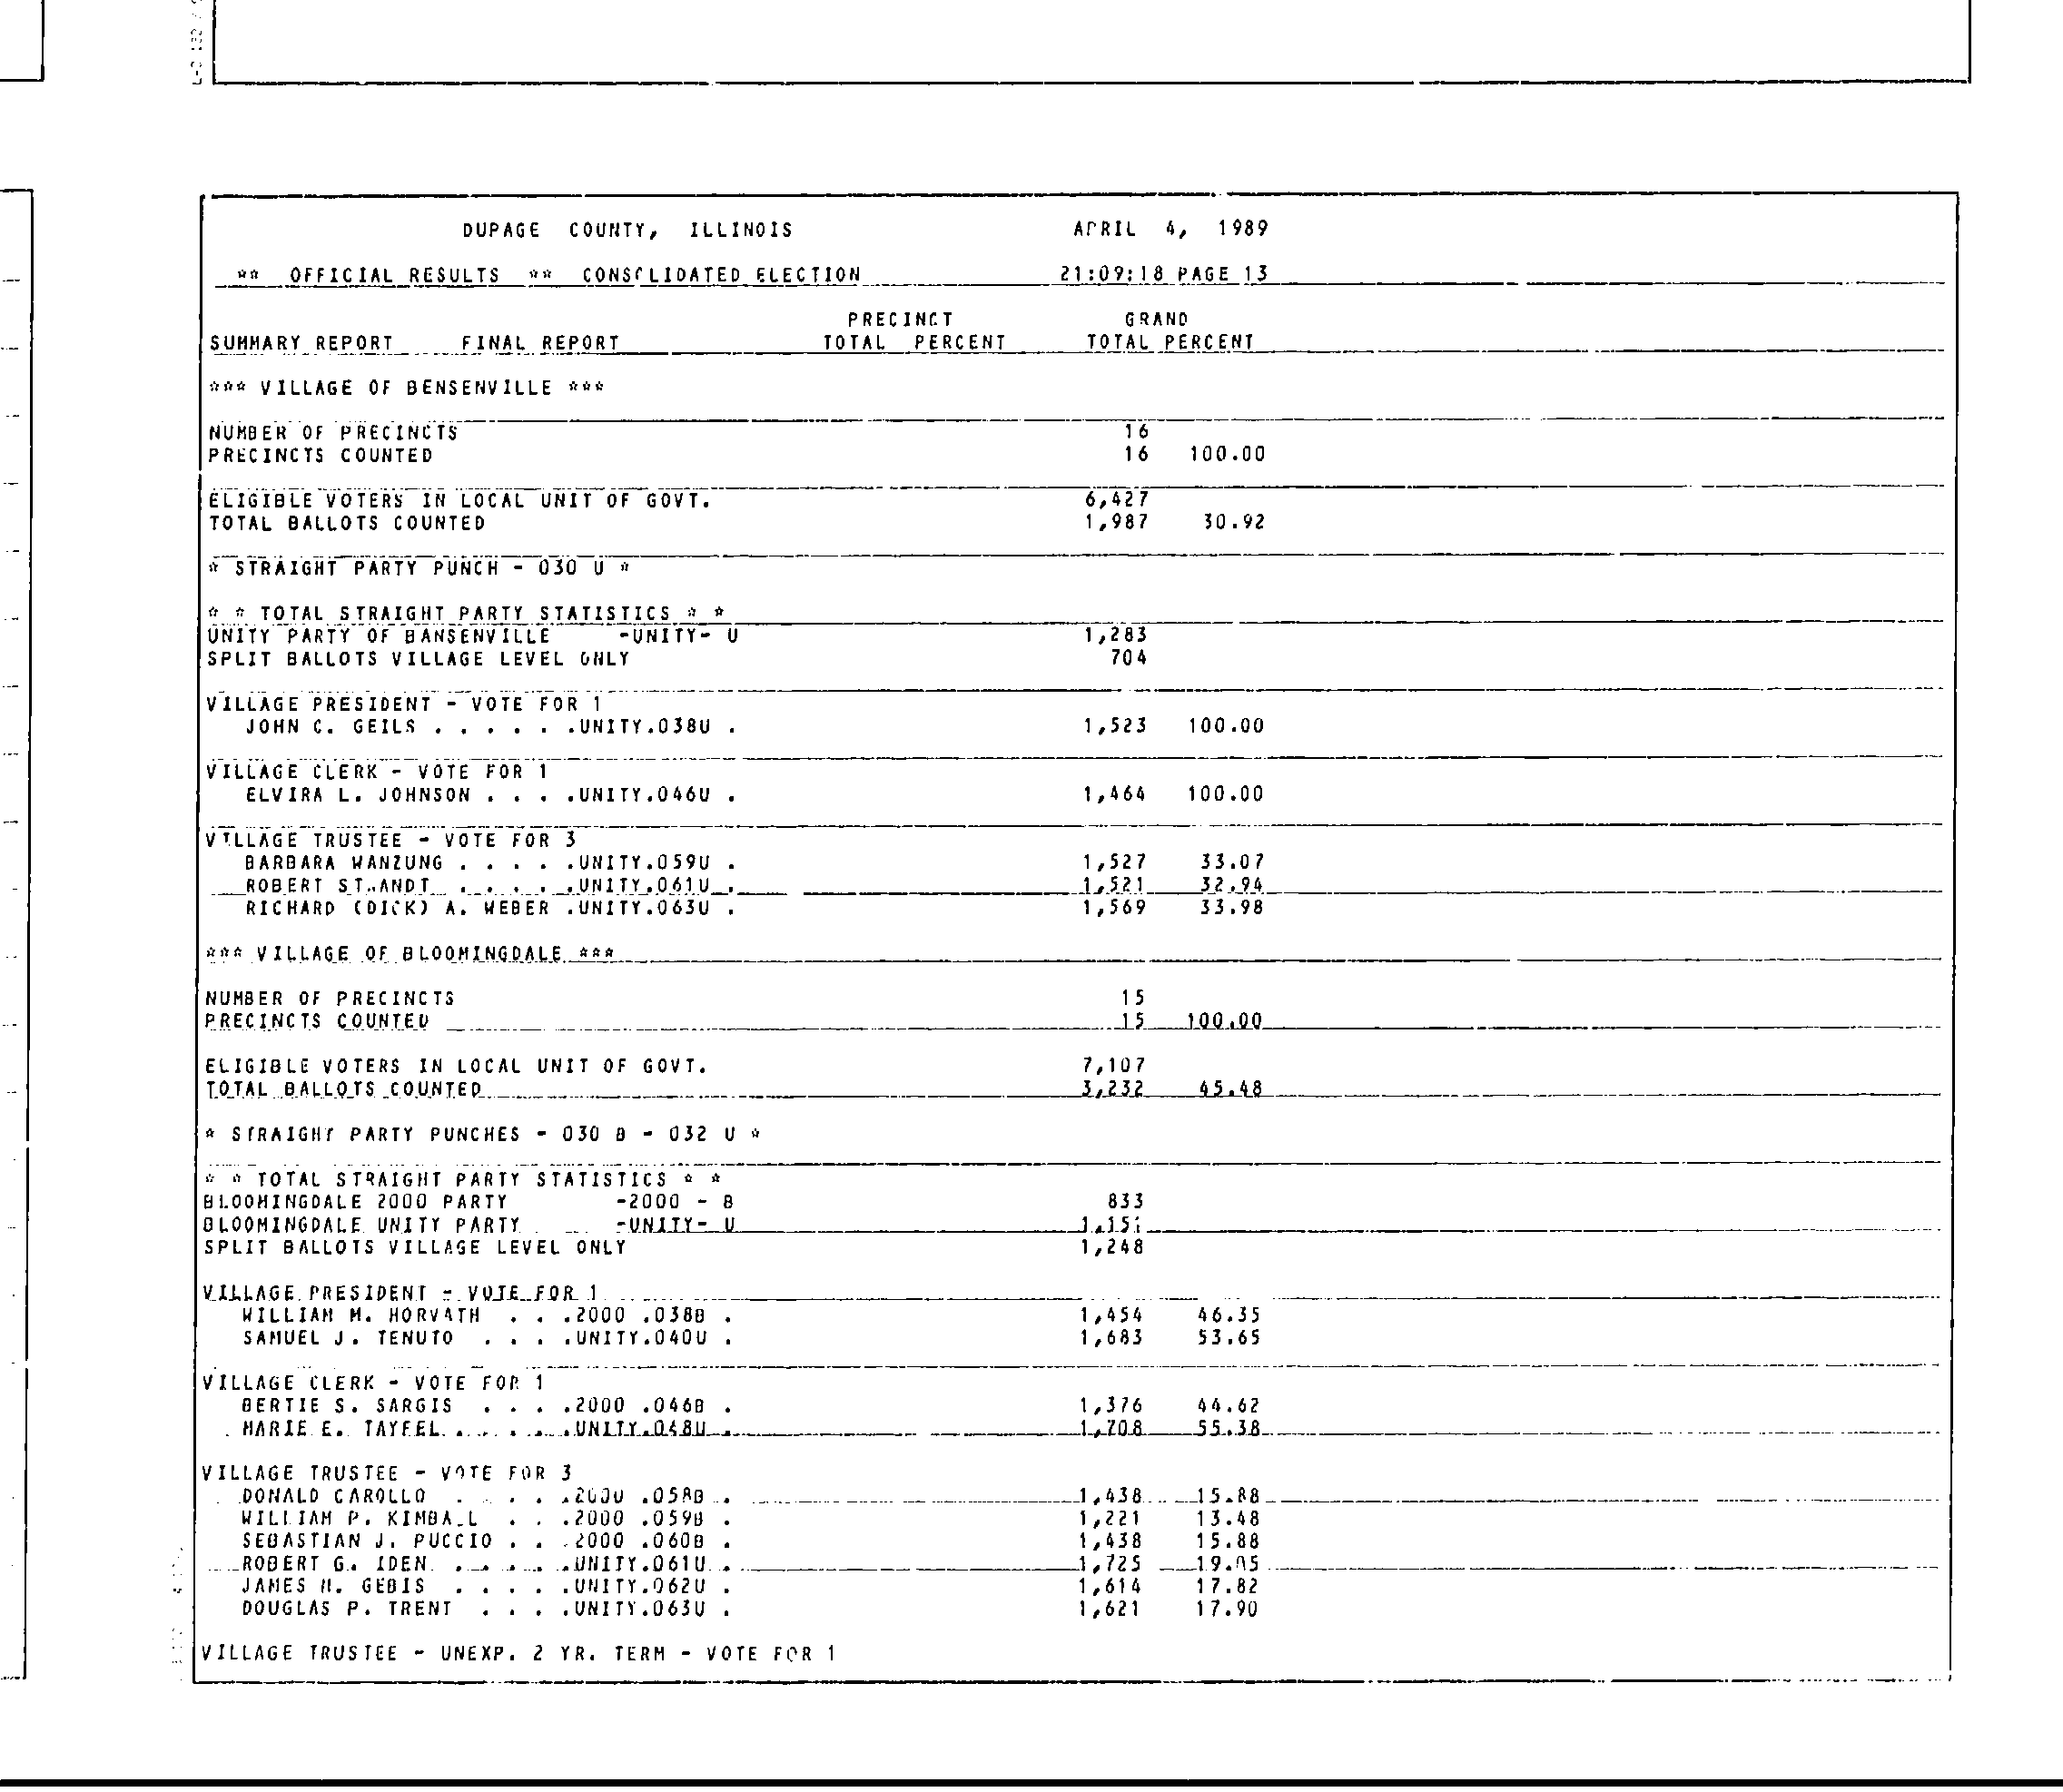 DUPAGE COUNTY, ILLINOIS APRIL 4, 1989
** OFFICIAL RESULTS ** CONSOLIDATED ELECTION 21:09:18 PAGE 13
PRECINCT GRAND
SUMMARY REPORT FINAL REPORT TOTAL PERCENT TOTAL PERCENT
*** VILLAGE OF BENSENVILLE ***
NUMBER OF PRECINCTS 16
PRECINCTS COUNTED 16 100.00
ELIGIBLE VOTERS IN LOCAL UNIT OF GOVT. 6,427
TOTAL BALLOTS COUNTED 1,987 30.92
* STRAIGHT PARTY PUNCH - 030 U *
* * TOTAL STRAIGHT PARTY STATISTICS * *
UNITY PARTY OF BANSENVILLE -UNITY- U 1,283
SPLIT BALLOTS VILLAGE LEVEL ONLY 704
VILLAGE PRESIDENT - VOTE FOR 1
JOHN C. GEILS . . . . . .UNITY.038U . 1,523 100.00
VILLAGE CLERK - VOTE FOR 1
ELVIRA L. JOHNSON . . . .UNITY.046U . 1,464 100.00
VILLAGE TRUSTEE - VOTE FOR 3
BARBARA WANZUNG . . . . .UNITY.059U . 1,527 33.07
ROBERT . . . . . .UNITY.061U . 1,521 32.94
RICHARD (DICK) A. WEBER .UNITY.063U . 1,569 33.98
*** VILLAGE OF BLOOMINGDALE ***
NUMBER OF PRECINCTS 15
PRECINCTS COUNTED 15 100.00
ELIGIBLE VOTERS IN LOCAL UNIT OF GOVT. 7,107
TOTAL BALLOTS COUNTED 3,232 45.48
* STRAIGHT PARTY PUNCHES - 030 B - 032 U *
* * TOTAL STRAIGHT PARTY STATISTICS * *
BLOOMINGDALE 2000 PARTY -2000 - B 833
BLOOMINGDALE UNITY PARTY -UNITY- U 1,151
SPLIT BALLOTS VILLAGE LEVEL ONLY 1,248
VILLAGE PRESIDENT - VOTE FOR 1
WILLIAM M. HORVATH . . .2000 .038B . 1,454 46.35
SAMUEL J. TENUTO . . . .UNITY.040U . 1,683 53.65
VILLAGE CLERK - VOTE FOR 1
BERTIE S. SARGIS . . . .2000 .046B . 1,376 44.62
MARIE E. TAYFEL . . . . .UNITY.048U . 1,708 55.38
VILLAGE TRUSTEE - VOTE FOR 3
DONALD CAROLLO . . . . .2000 .058B . 1,438 15.88
WILLIAM P. KIMBALL . . .2000 .059B . 1,221 13.48
SEBASTIAN J. PUCCIO . . .2000 .060B . 1,438 15.88
ROBERT G. IDEN . . . . .UNITY.061U . 1,725 19.05
JAMES M. GEBIS . . . . .UNITY.062U . 1,614 17.82
DOUGLAS P. TRENT . . . .UNITY.063U . 1,621 17.90
VILLAGE TRUSTEE - UNEXP. 2 YR. TERM - VOTE FOR 1